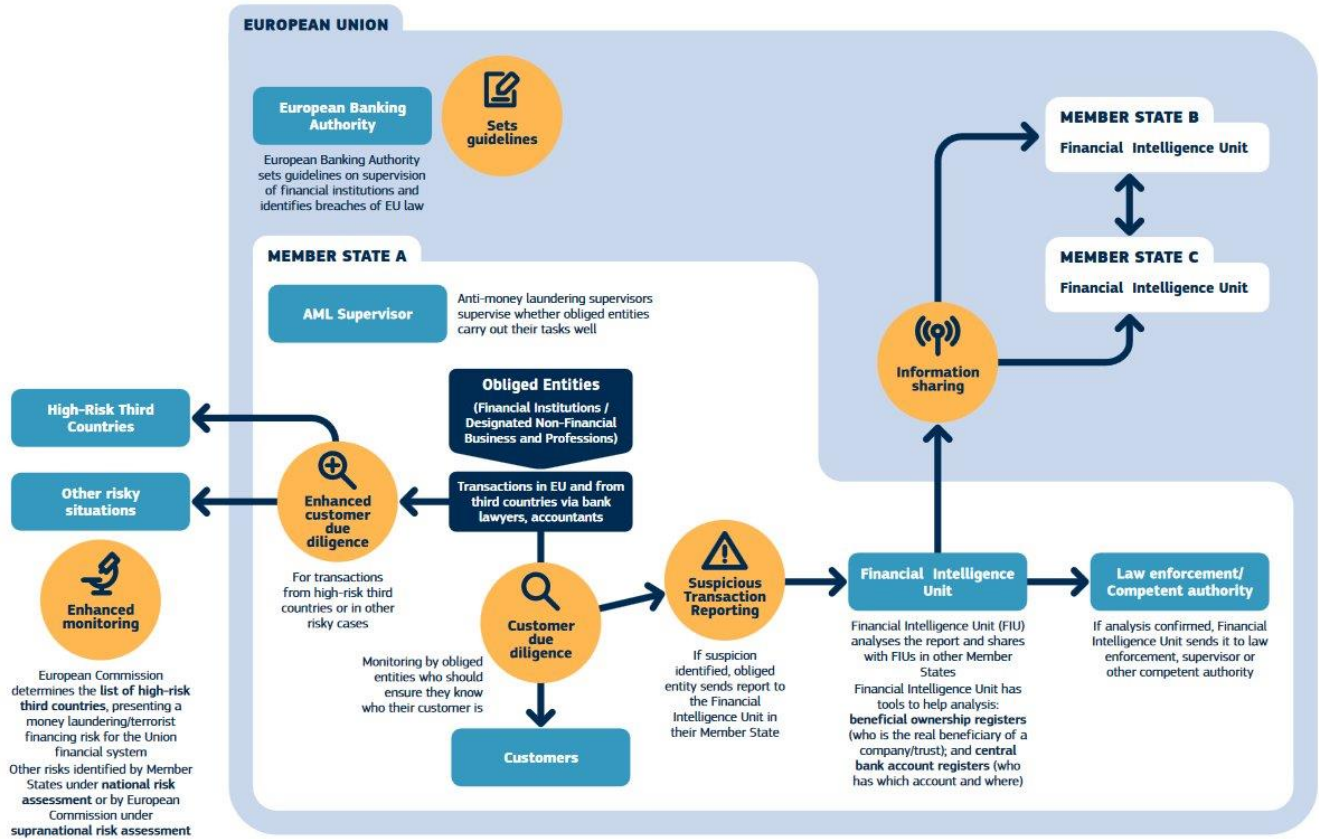 EUROPEAN UNION
European Banking
Authority
Sets
guidelines
European Banking Authority
sets guidelines on supervision
of financial institutions and
identifies breaches of EU law
MEMBER STATE B
Financial Intelligence Unit
MEMBER STATE C
Financial Intelligence Unit
Information
sharing
MEMBER STATE A
AML Supervisor
Anti-money laundering supervisors
supervise whether obliged entities
carry out their tasks well
Obliged Entities
(Financial Institutions /
Designated Non-Financial
Business and Professions)
Transactions in EU and from
third countries via bank
lawyers, accountants
High-Risk Third
Countries
Other risky
situations
Enhanced
customer
due
diligence
For transactions
from high-risk third
countries or in other
risky cases
Enhanced
monitoring
European Commission
determines the list of high-risk
third countries, presenting a
money laundering/terrorist
financing risk for the Union
financial system
Other risks identified by Member
States under national risk
assessment or by European
Commission under
supranational risk assessment
Customer
due
diligence
Monitoring by obliged
entities who should
ensure they know
who their customer is
Customers
Suspicious
Transaction
Reporting
If suspicion
identified, obliged
entity sends report to
the Financial
Intelligence Unit in
their Member State
Financial Intelligence
Unit
Financial Intelligence Unit (FIU)
analyses the report and shares
with FIUs in other Member
States
Financial Intelligence Unit has
tools to help analysis:
beneficial ownership registers
(who is the real beneficiary of a
company/trust); and central
bank account registers (who
has which account and where)
Law enforcement/
Competent authority
If analysis confirmed, Financial
Intelligence Unit sends it to law
enforcement, supervisor or
other competent authority